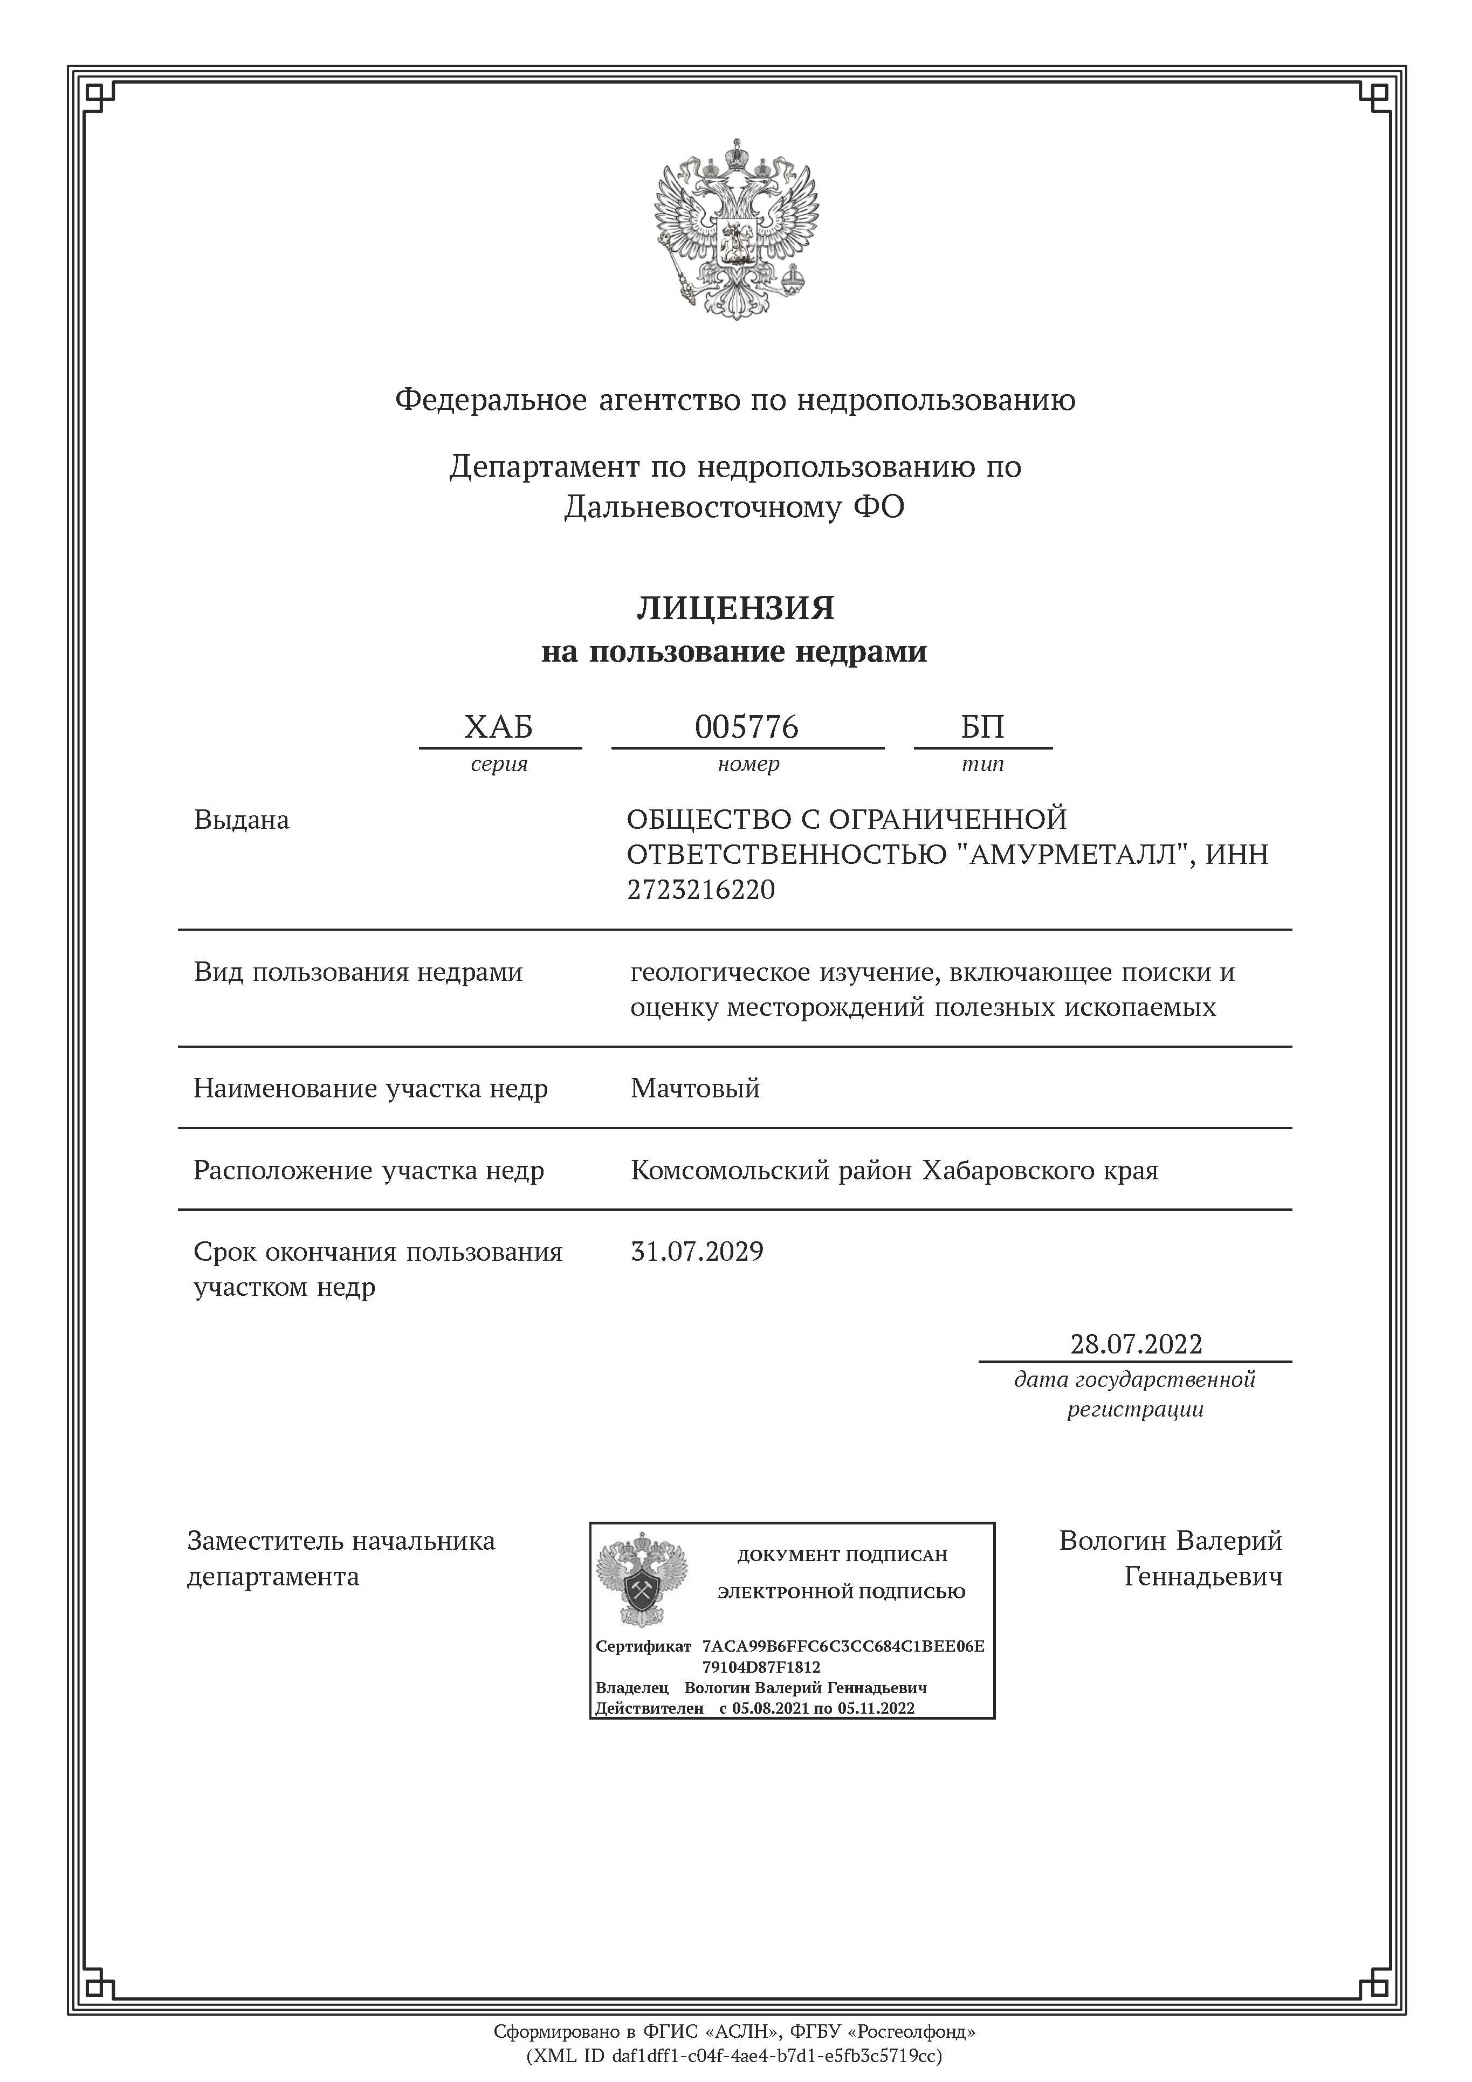 Федеральное агентство по недропользованию
Департамент по недропользованию по
Дальневосточному ФО
ЛИЦЕНЗИЯ
на пользование недрами
ХАБ 005776 БП
серия номер тип
Выдана ОБЩЕСТВО С ОГРАНИЧЕННОЙ
ОТВЕТСТВЕННОСТЬЮ "АМУРМЕТАЛЛ", ИНН
2723216220
Вид пользования недрами геологическое изучение, включающее поиски и
оценку месторождений полезных ископаемых
Наименование участка недр Мачтовый
Расположение участка недр Комсомольский район Хабаровского края
Срок окончания пользования 31.07.2029
участком недр
28.07.2022
дата государственной
регистрации
Заместитель начальника
департамента
ДОКУМЕНТ ПОДПИСАН
ЭЛЕКТРОННОЙ ПОДПИСЬЮ
Сертификат 7ACA99B6FFC6C3CC684C1BEE06E
79104D87F1812
Владелец Вологин Валерий Геннадьевич
Действителен с 05.08.2021 по 05.11.2022
Вологин Валерий
Геннадьевич
Сформировано в ФГИС «АСЛН», ФГБУ «Росгеолфонд»
(XML ID daf1dff1-c04f-4ae4-b7d1-e5fb3c5719cc)